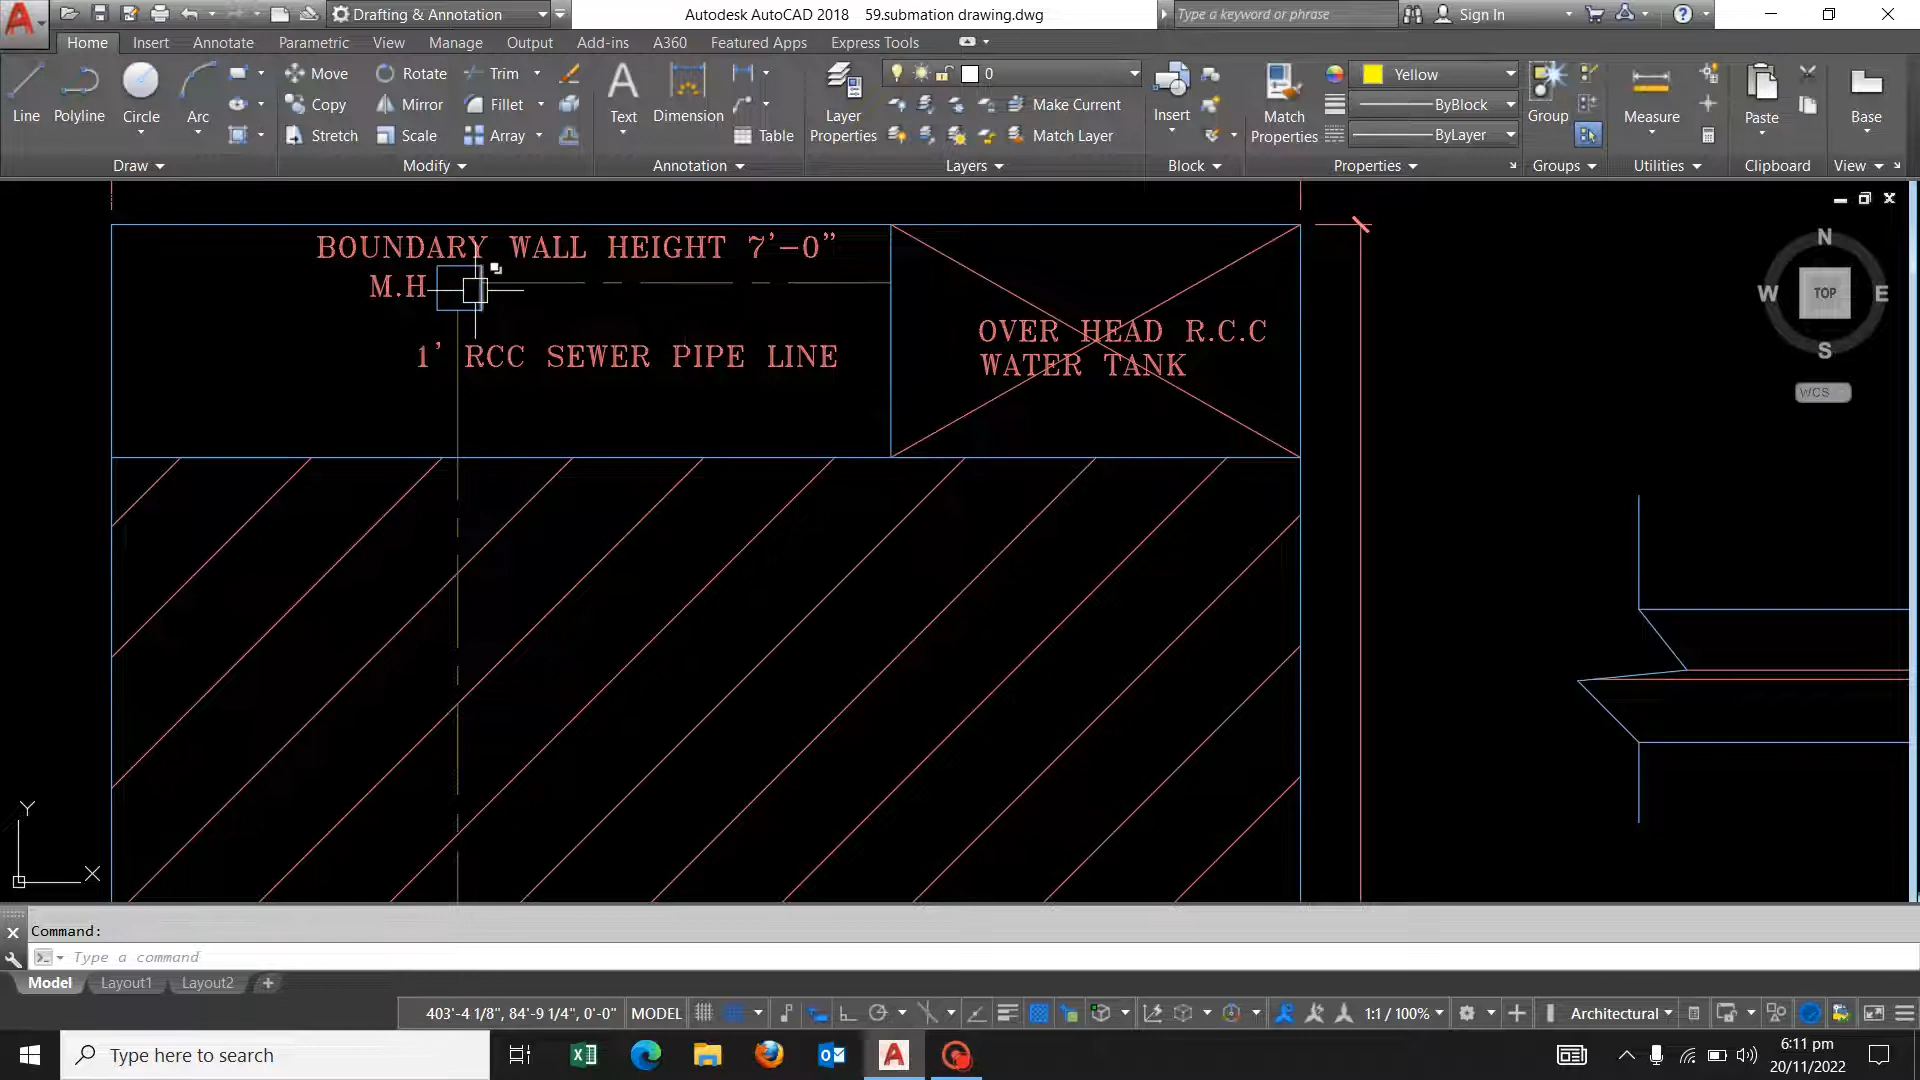 Drafting & Annotation
Autodesk AutoCAD 2018 59.submation drawing.dwg
Type a keyword or phrase
Sign In
Home Insert Annotate Parametric View Manage Output Add-ins A360 Featured Apps Express Tools
Line Polyline Circle Arc
Move Rotate Trim
Copy Mirror Fillet
Stretch Scale Array
Text Dimension Table
Layer Properties
0
Make Current
Match Layer
Insert
Match Properties
Yellow
ByBlock
ByLayer
Group Measure Paste Base
Draw Modify Annotation Layers Block Properties Groups Utilities Clipboard View
BOUNDARY WALL HEIGHT 7'-0"
M.H
1' RCC SEWER PIPE LINE
OVER HEAD R.C.C
WATER TANK
N
W TOP E
S
WCS
Y
X
Command:
Type a command
Model Layout1 Layout2 +
403'-4 1/8", 84'-9 1/4", 0'-0" MODEL 1:1 / 100% Architectural
Type here to search
6:11 pm
20/11/2022